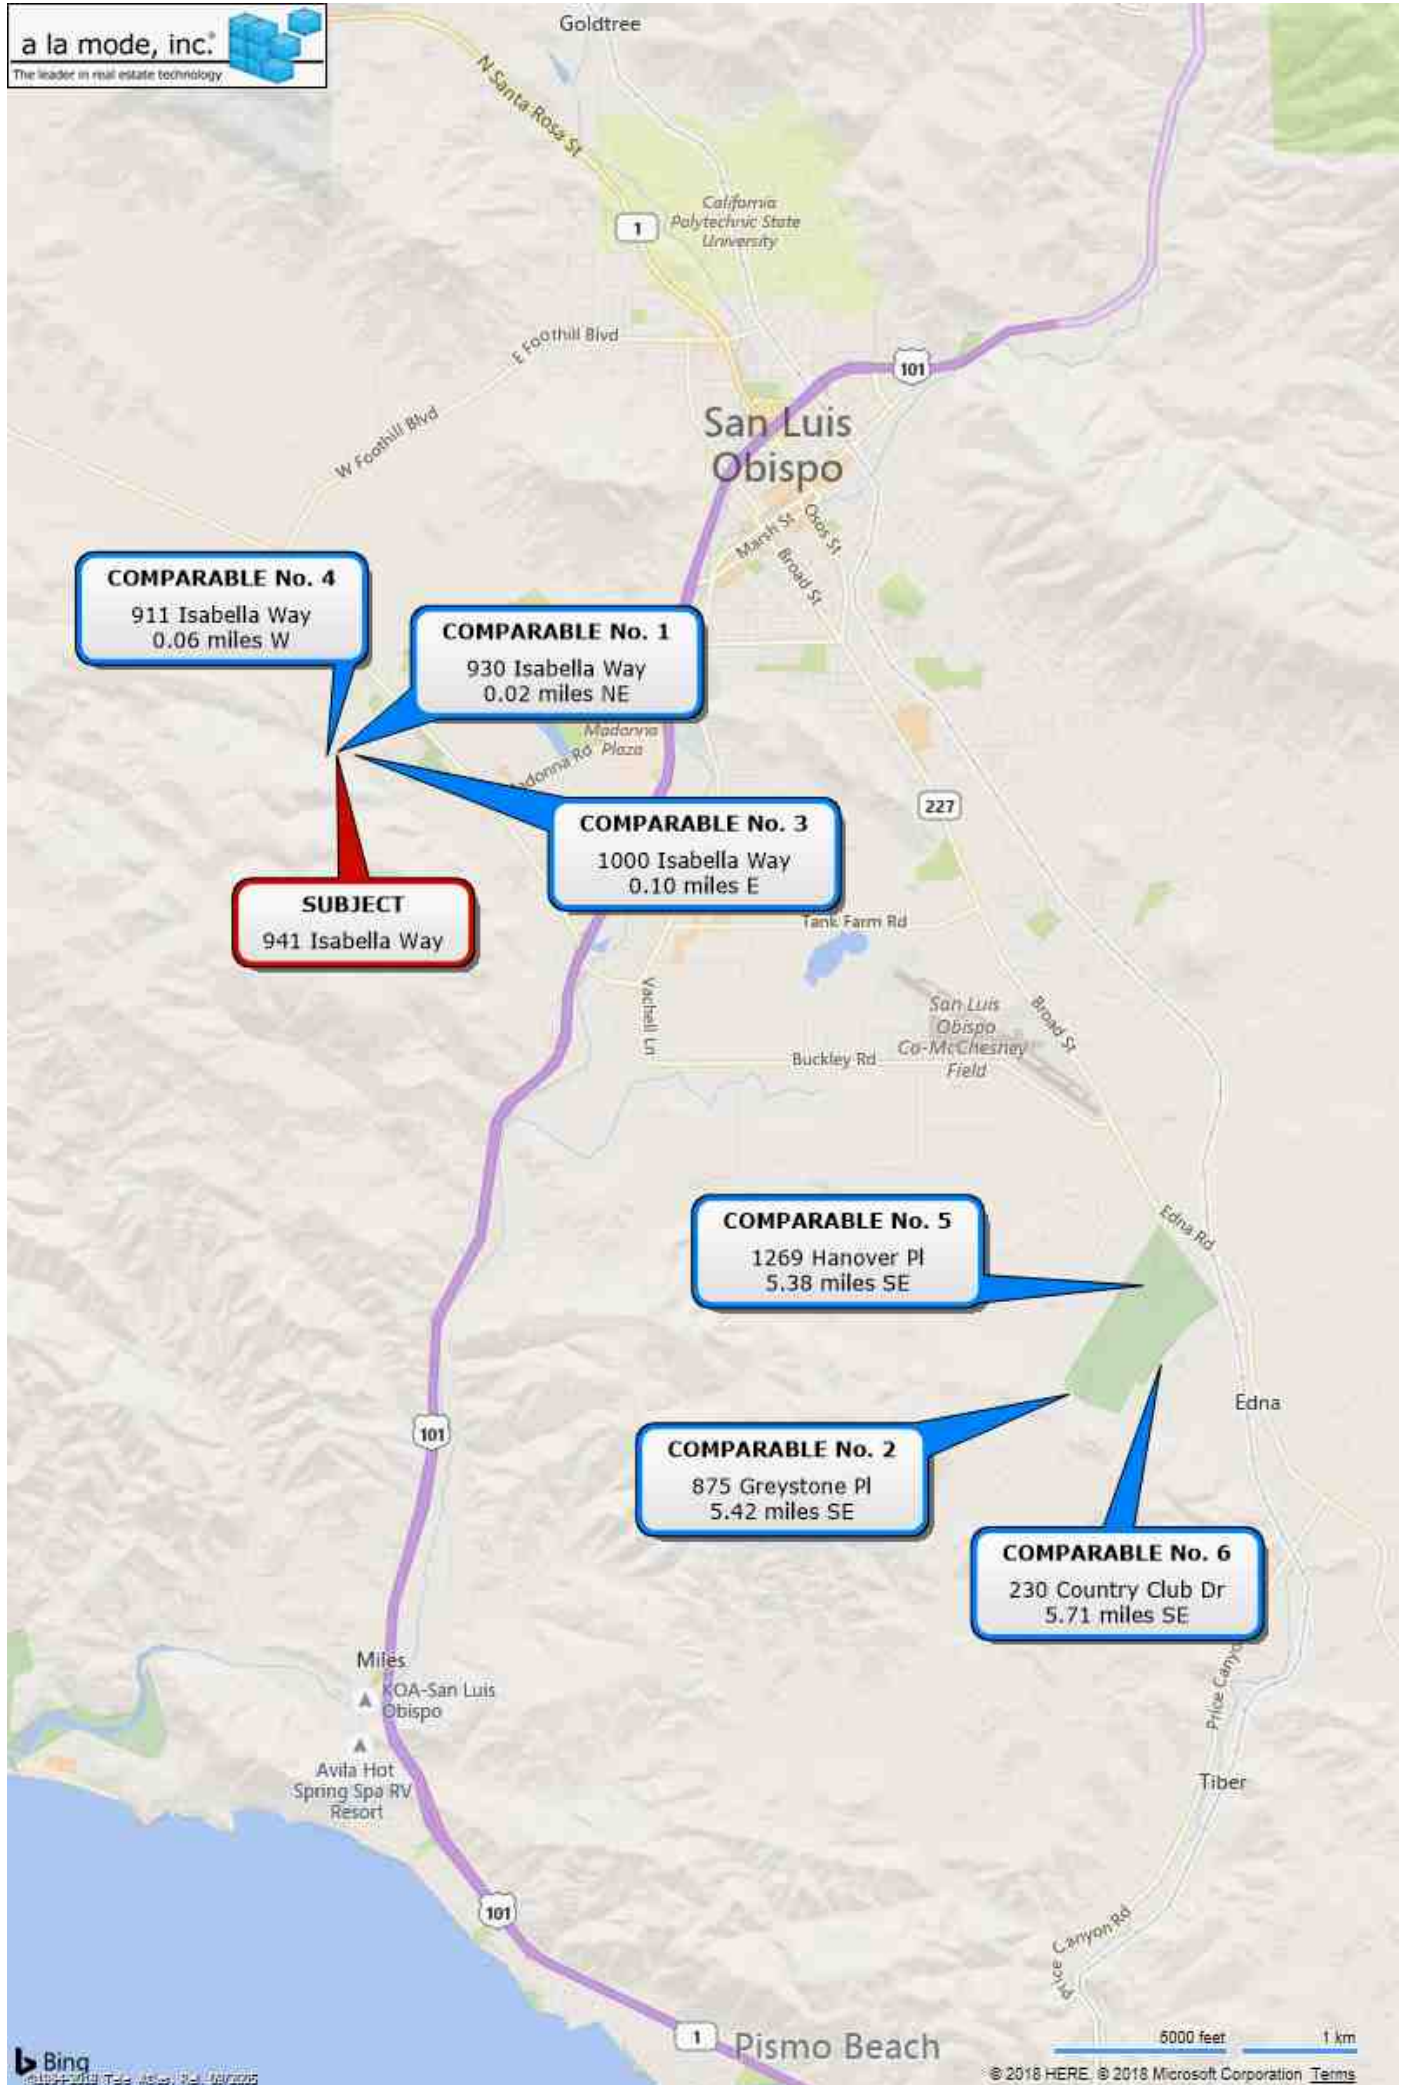 a la mode, inc.®
The leader in real estate technology
Goldtree
N Santa Rosa St
California
Polytechnic State
University
1
E Foothill Blvd
101
San Luis
Obispo
W Foothill Blvd
Marsh St
Osos St
Broad St
COMPARABLE No. 4
911 Isabella Way
0.06 miles W
COMPARABLE No. 1
930 Isabella Way
0.02 miles NE
Madonna
Plaza
Madonna Rd
227
COMPARABLE No. 3
1000 Isabella Way
0.10 miles E
SUBJECT
941 Isabella Way
Tank Farm Rd
Vachell Ln
San Luis
Obispo
Co-McChesney
Field
Broad St
Buckley Rd
COMPARABLE No. 5
1269 Hanover Pl
5.38 miles SE
Edna Rd
Edna
101
COMPARABLE No. 2
875 Greystone Pl
5.42 miles SE
COMPARABLE No. 6
230 Country Club Dr
5.71 miles SE
Price Canyo
Miles
KOA-San Luis
Obispo
Avila Hot
Spring Spa RV
Resort
Tiber
101
Price Canyon Rd
1
Pismo Beach
5000 feet
1 km
Bing
© 2018 HERE, © 2018 Microsoft Corporation Terms